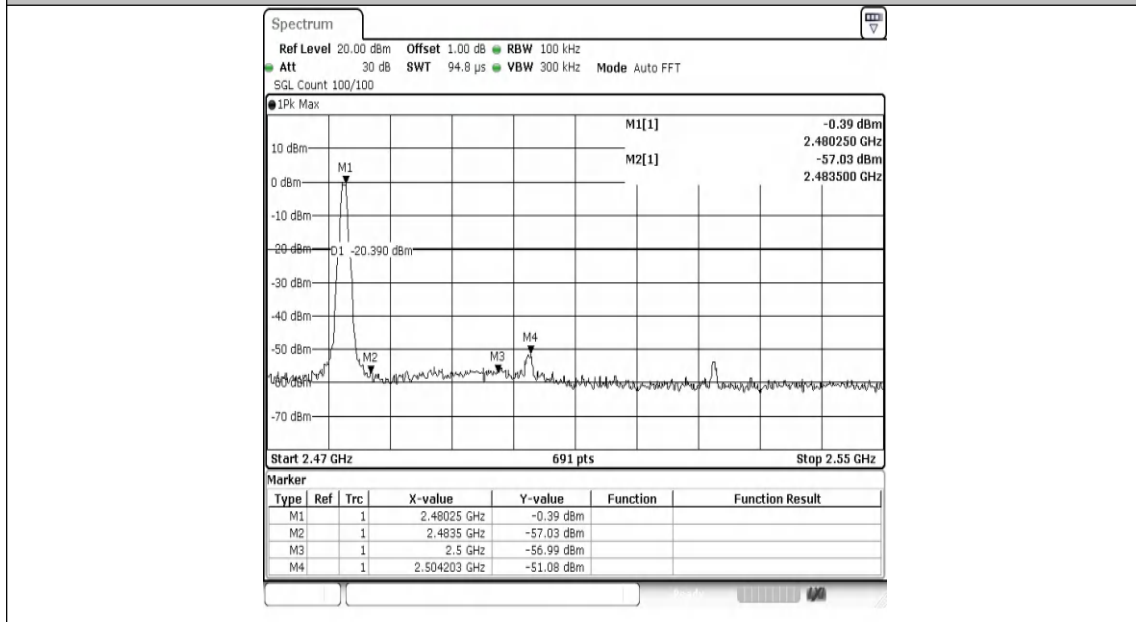 Spectrum
Ref Level 20.00 dBm Offset 1.00 dB RBW 100 kHz
Att 30 dB SWT 94.8 µs VBW 300 kHz Mode Auto FFT
SGL Count 100/100
1Pk Max
M1[1] -0.39 dBm
2.480250 GHz
M2[1] -57.03 dBm
2.483500 GHz
10 dBm
M1
0 dBm
-10 dBm
-20 dBm D1 -20.390 dBm
-30 dBm
-40 dBm
M4
-50 dBm
M2 M3
-60 dBm
-70 dBm
Start 2.47 GHz 691 pts Stop 2.55 GHz
Marker
Type Ref Trc X-value Y-value Function Function Result
M1 1 2.48025 GHz -0.39 dBm
M2 1 2.4835 GHz -57.03 dBm
M3 1 2.5 GHz -56.99 dBm
M4 1 2.504203 GHz -51.08 dBm